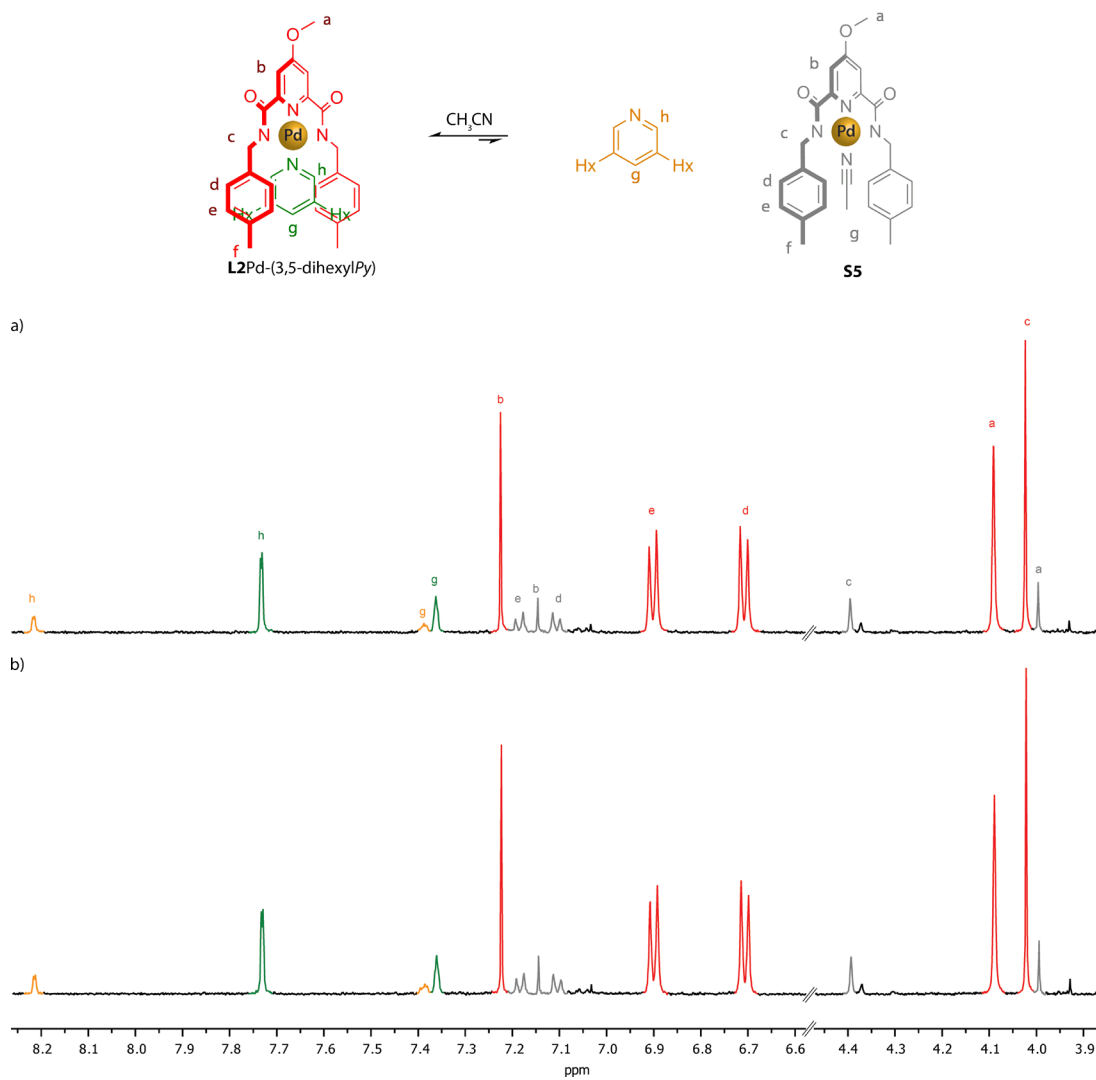 a
O
b
O
N
O
Pd
N
N
c
N
h
d
e
Hx
Hx
g
f
L2Pd-(3,5-dihexylPy)
CH3CN
N
h
Hx
Hx
g
a
O
b
O
N
O
N
Pd
N
c
N
d
e
f
g
S5
a)
h
h
g
g
b
e
b
d
e
d
c
a
c
a
b)
8.2 8.1 8.0 7.9 7.8 7.7 7.6 7.5 7.4 7.3 7.2 7.1 7.0 6.9 6.8 6.7 6.6 4.4 4.3 4.2 4.1 4.0 3.9
ppm